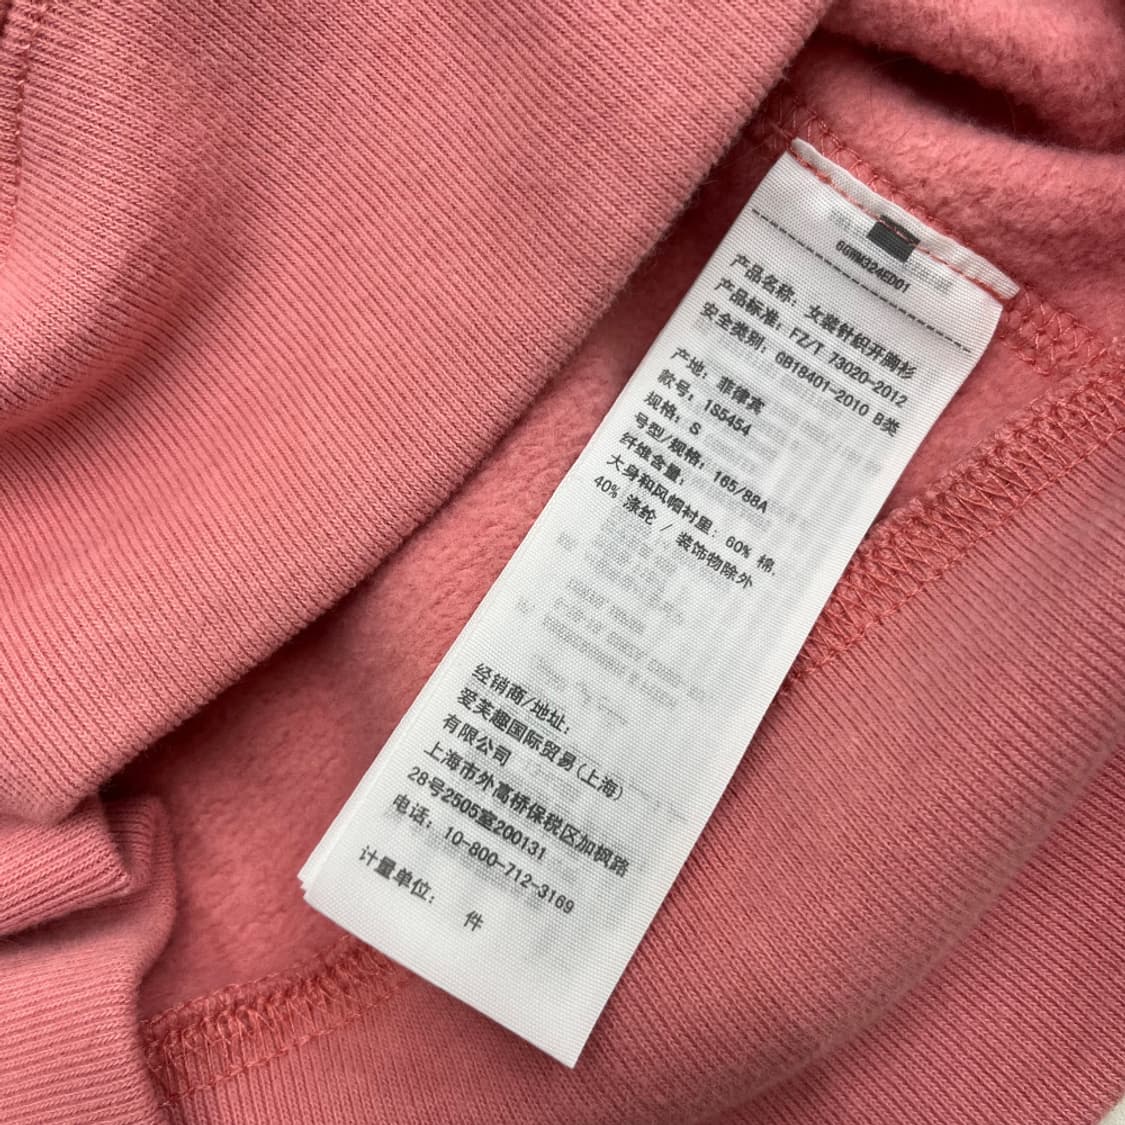 6GYMW324ED01
产品名称: 女装针织开胸衫
产品标准: FZ/T 73020-2012
安全类别: GB18401-2010 B类
产地: 菲律宾
款号: 1S5454
规格: S
号型/规格: 165/88A
纤维含量:
大身和风帽衬里: 60% 棉,
40% 涤纶 / 装饰物除外
经销商/地址:
爱芙趣国际贸易(上海)
有限公司
上海市外高桥保税区加枫路
28号2505室200131
电话: 10-800-712-3169
计量单位: 件